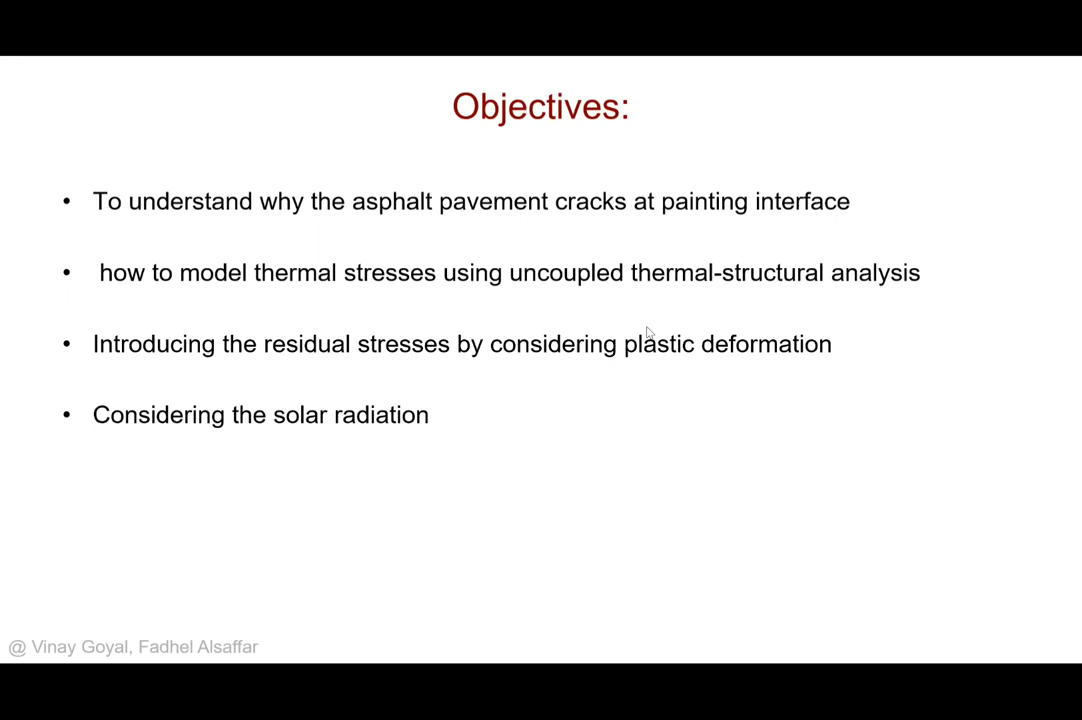 Objectives:
• To understand why the asphalt pavement cracks at painting interface
• how to model thermal stresses using uncoupled thermal-structural analysis
• Introducing the residual stresses by considering plastic deformation
• Considering the solar radiation
@ Vinay Goyal, Fadhel Alsaffar